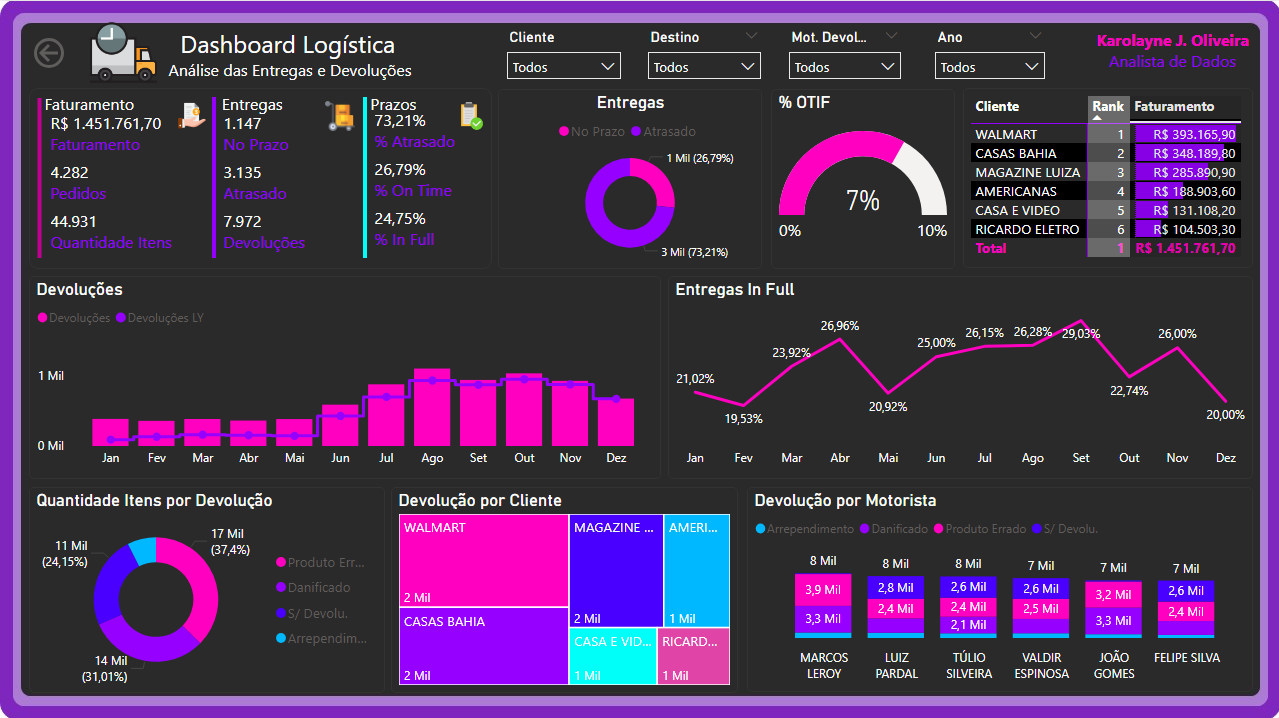 Dashboard Logística
Análise das Entregas e Devoluções
Cliente
Todos
Destino
Todos
Mot. Devol...
Todos
Ano
Todos
Karolayne J. Oliveira
Analista de Dados
Faturamento
R$ 1.451.761,70
Faturamento
4.282
Pedidos
44.931
Quantidade Itens
Entregas
1.147
No Prazo
3.135
Atrasado
7.972
Devoluções
Prazos
73,21%
% Atrasado
26,79%
% On Time
24,75%
% In Full
Entregas
No Prazo Atrasado
1 Mil (26,79%)
3 Mil (73,21%)
% OTIF
7%
0% 10%
Cliente Rank Faturamento
WALMART 1 R$ 393.165,90
CASAS BAHIA 2 R$ 348.189,80
MAGAZINE LUIZA 3 R$ 285.890,90
AMERICANAS 4 R$ 188.903,60
CASA E VIDEO 5 R$ 131.108,20
RICARDO ELETRO 6 R$ 104.503,30
Total 1 R$ 1.451.761,70
Devoluções
Devoluções Devoluções LY
1 Mil
0 Mil
Jan Fev Mar Abr Mai Jun Jul Ago Set Out Nov Dez
Entregas In Full
21,02% 19,53% 23,92% 26,96% 20,92% 25,00% 26,15% 26,28% 29,03% 22,74% 26,00% 20,00%
Jan Fev Mar Abr Mai Jun Jul Ago Set Out Nov Dez
Quantidade Itens por Devolução
17 Mil
(37,4%)
11 Mil
(24,15%)
14 Mil
(31,01%)
Produto Err...
Danificado
S/ Devolu.
Arrependim...
Devolução por Cliente
WALMART
2 Mil
CASAS BAHIA
2 Mil
MAGAZINE ...
2 Mil
AMERI...
1 Mil
CASA E VID...
1 Mil
RICARD...
1 Mil
Devolução por Motorista
Arrependimento Danificado Produto Errado S/ Devolu.
8 Mil 8 Mil 8 Mil 7 Mil 7 Mil 7 Mil
3,9 Mil
3,3 Mil
2,8 Mil
2,4 Mil
2,6 Mil
2,4 Mil
2,1 Mil
2,6 Mil
2,5 Mil
3,2 Mil
3,3 Mil
2,6 Mil
2,4 Mil
MARCOS LEROY
LUIZ PARDAL
TÚLIO SILVEIRA
VALDIR ESPINOSA
JOÃO GOMES
FELIPE SILVA